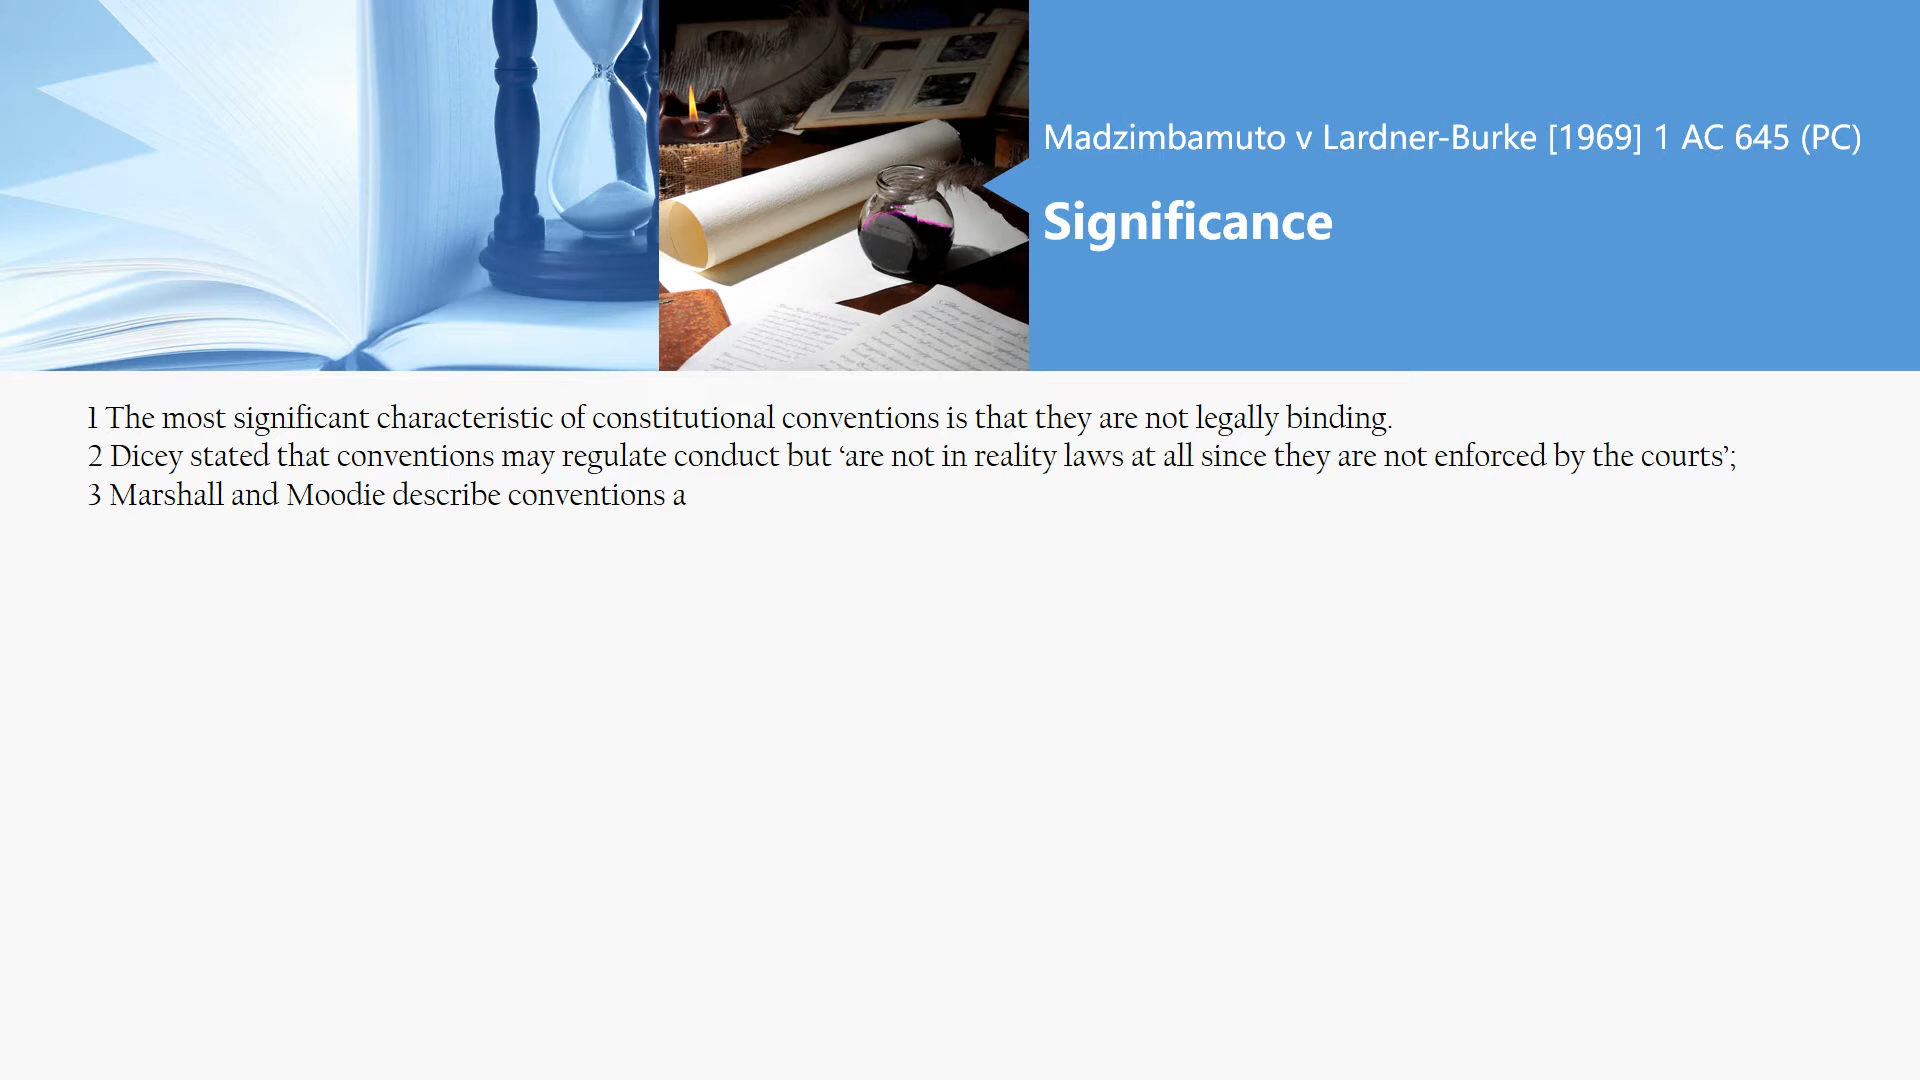 Madzimbamuto v Lardner-Burke [1969] 1 AC 645 (PC)
Significance
1 The most significant characteristic of constitutional conventions is that they are not legally binding.
2 Dicey stated that conventions may regulate conduct but ‘are not in reality laws at all since they are not enforced by the courts’;
3 Marshall and Moodie describe conventions a